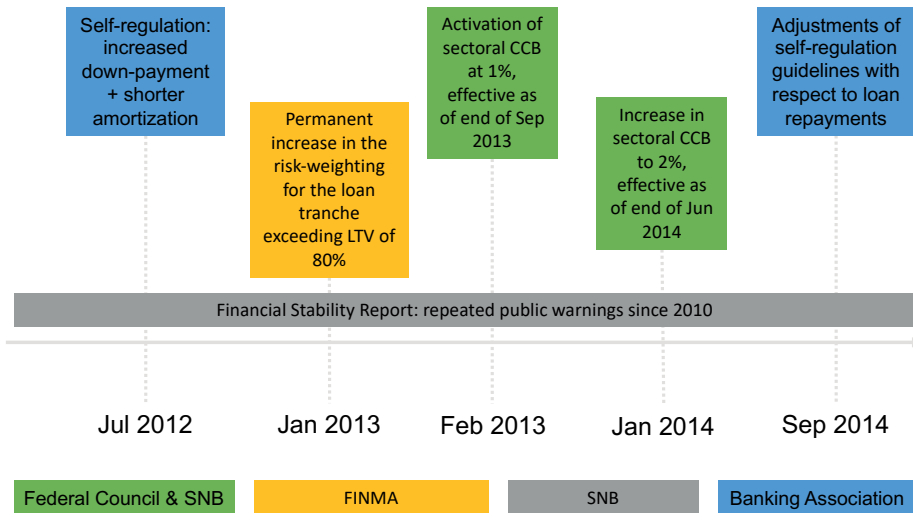 Self-regulation:
increased
down-payment
+ shorter
amortization
Permanent
increase in the
risk-weighting
for the loan
tranche
exceeding LTV of
80%
Activation of
sectoral CCB
at 1%,
effective as
of end of Sep
2013
Increase in
sectoral CCB
to 2%,
effective as
of end of Jun
2014
Adjustments of
self-regulation
guidelines with
respect to loan
repayments
Financial Stability Report: repeated public warnings since 2010
Jul 2012
Jan 2013
Feb 2013
Jan 2014
Sep 2014
Federal Council & SNB
FINMA
SNB
Banking Association